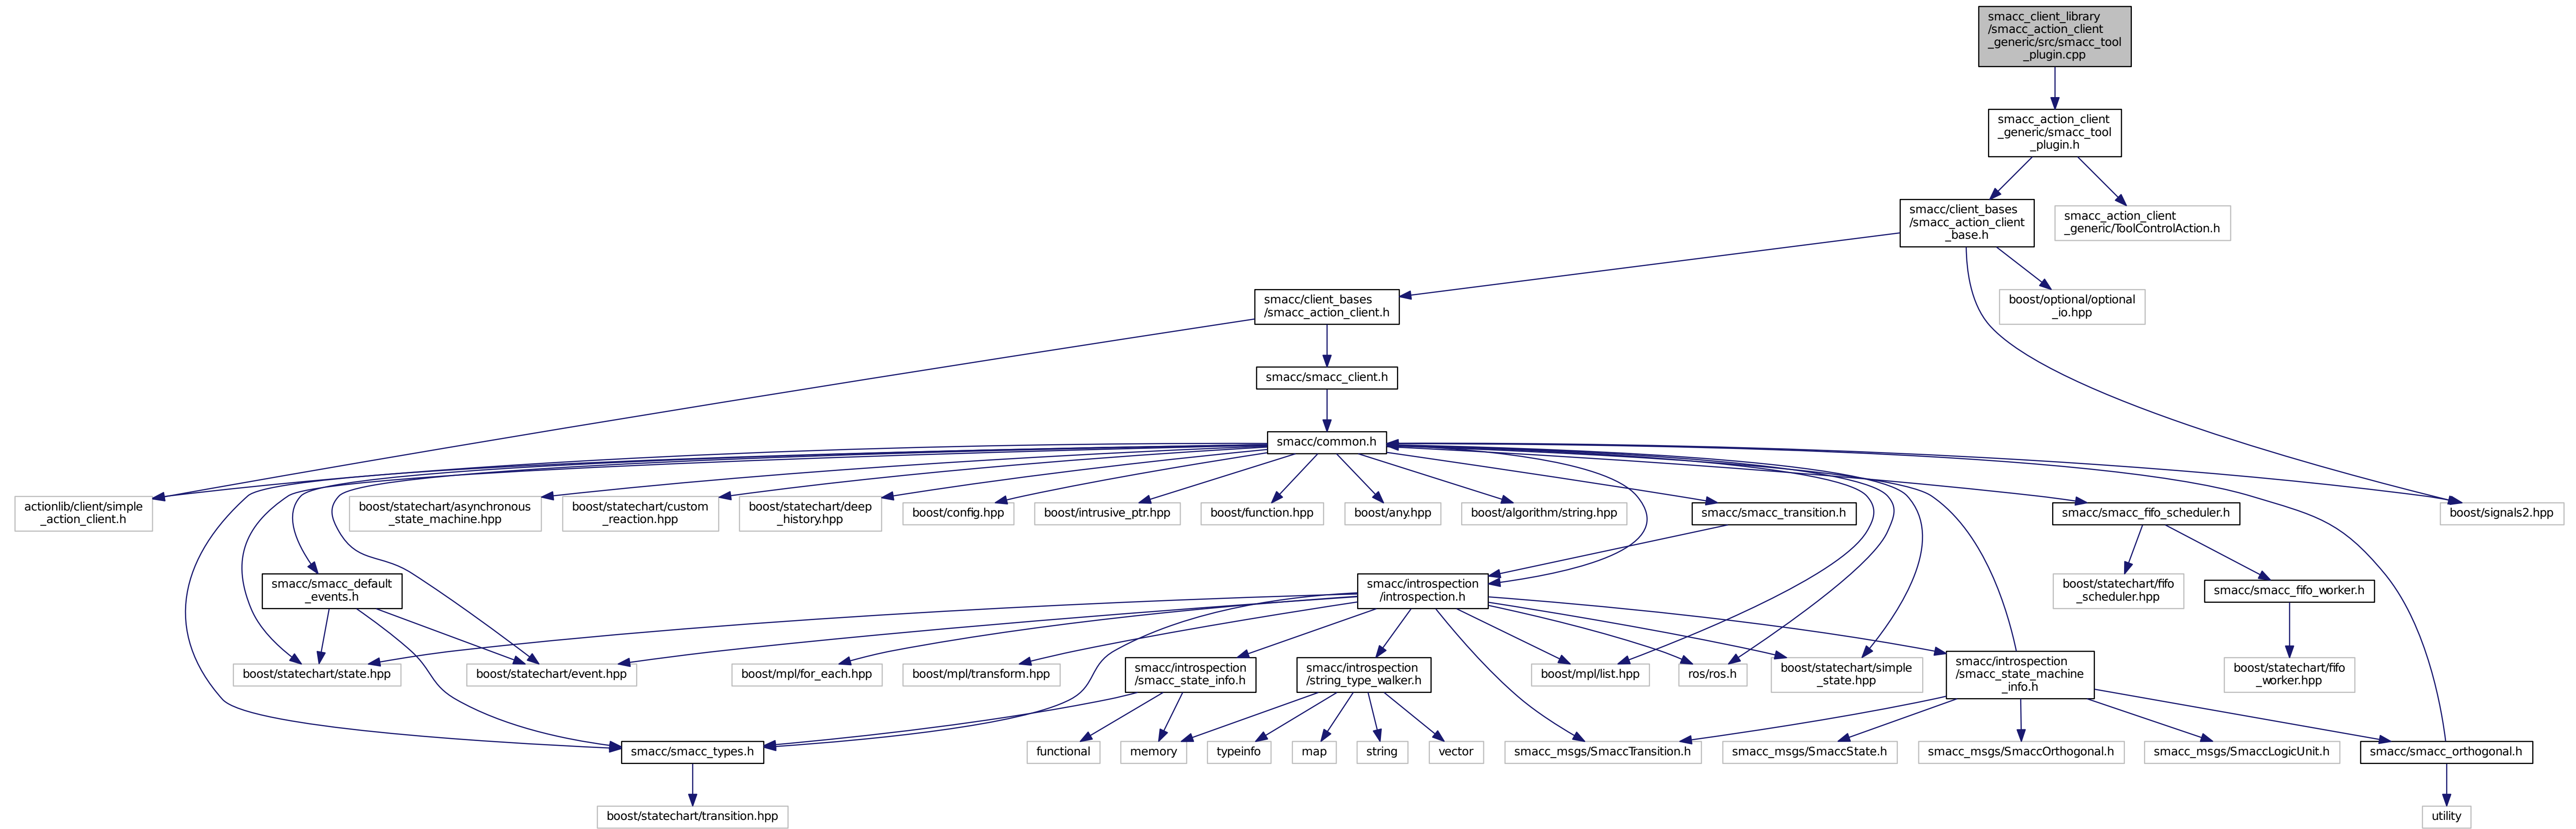 smacc_client_library
/smacc_action_client
_generic/src/smacc_tool
_plugin.cpp
smacc_action_client
_generic/smacc_tool
_plugin.h
smacc/client_bases
/smacc_action_client
_base.h
smacc_action_client
_generic/ToolControlAction.h
smacc/client_bases
/smacc_action_client.h
boost/optional/optional
_io.hpp
smacc/smacc_client.h
smacc/common.h
actionlib/client/simple
_action_client.h
boost/statechart/asynchronous
_state_machine.hpp
boost/statechart/custom
_reaction.hpp
boost/statechart/deep
_history.hpp
boost/config.hpp
boost/intrusive_ptr.hpp
boost/function.hpp
boost/any.hpp
boost/algorithm/string.hpp
smacc/smacc_transition.h
smacc/smacc_fifo_scheduler.h
boost/signals2.hpp
smacc/smacc_default
_events.h
smacc/introspection
/introspection.h
boost/statechart/fifo
_scheduler.hpp
smacc/smacc_fifo_worker.h
boost/statechart/state.hpp
boost/statechart/event.hpp
boost/mpl/for_each.hpp
boost/mpl/transform.hpp
smacc/introspection
/smacc_state_info.h
smacc/introspection
/string_type_walker.h
boost/mpl/list.hpp
ros/ros.h
boost/statechart/simple
_state.hpp
smacc/introspection
/smacc_state_machine
_info.h
boost/statechart/fifo
_worker.hpp
smacc/smacc_types.h
functional
memory
typeinfo
map
string
vector
smacc_msgs/SmaccTransition.h
smacc_msgs/SmaccState.h
smacc_msgs/SmaccOrthogonal.h
smacc_msgs/SmaccLogicUnit.h
smacc/smacc_orthogonal.h
boost/statechart/transition.hpp
utility